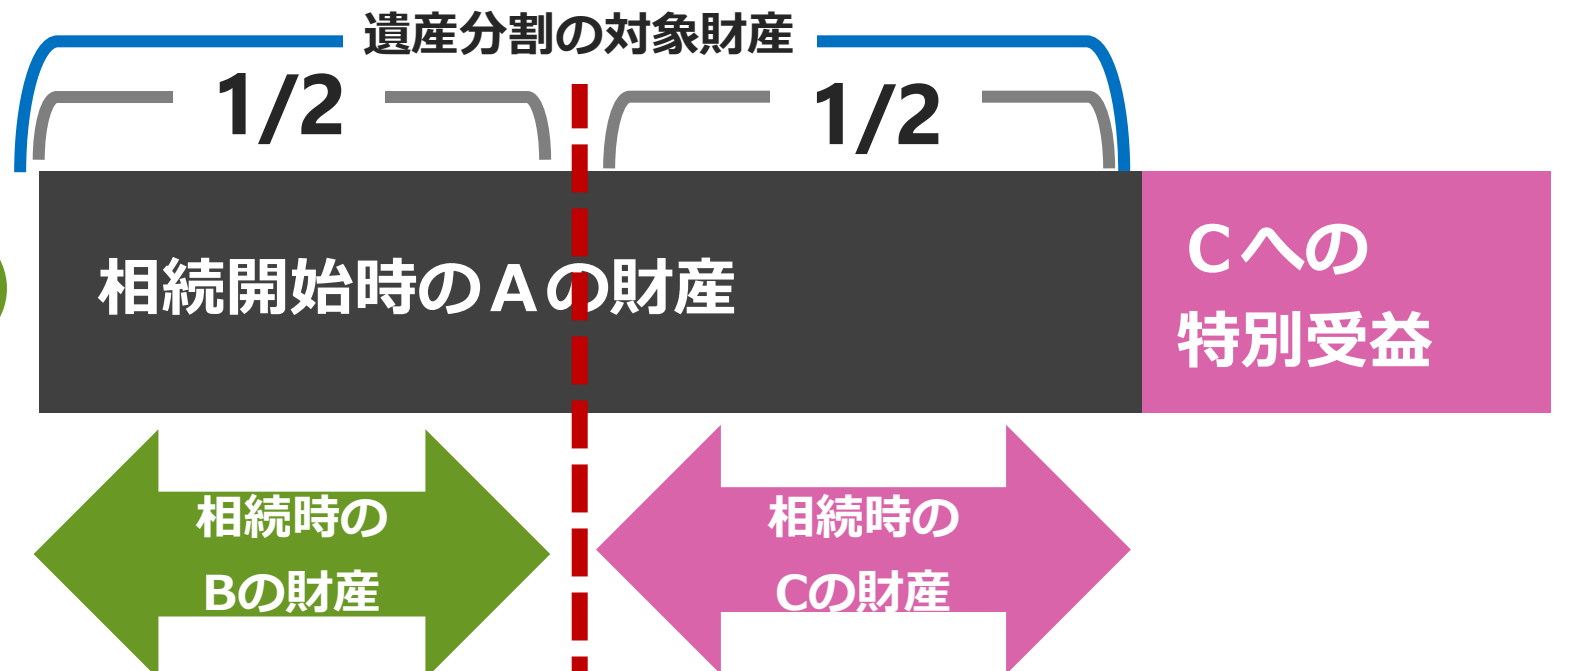 遺産分割の対象財産
1/2
1/2
相続開始時のAの財産
Cへの
特別受益
相続時の
Bの財産
相続時の
Cの財産